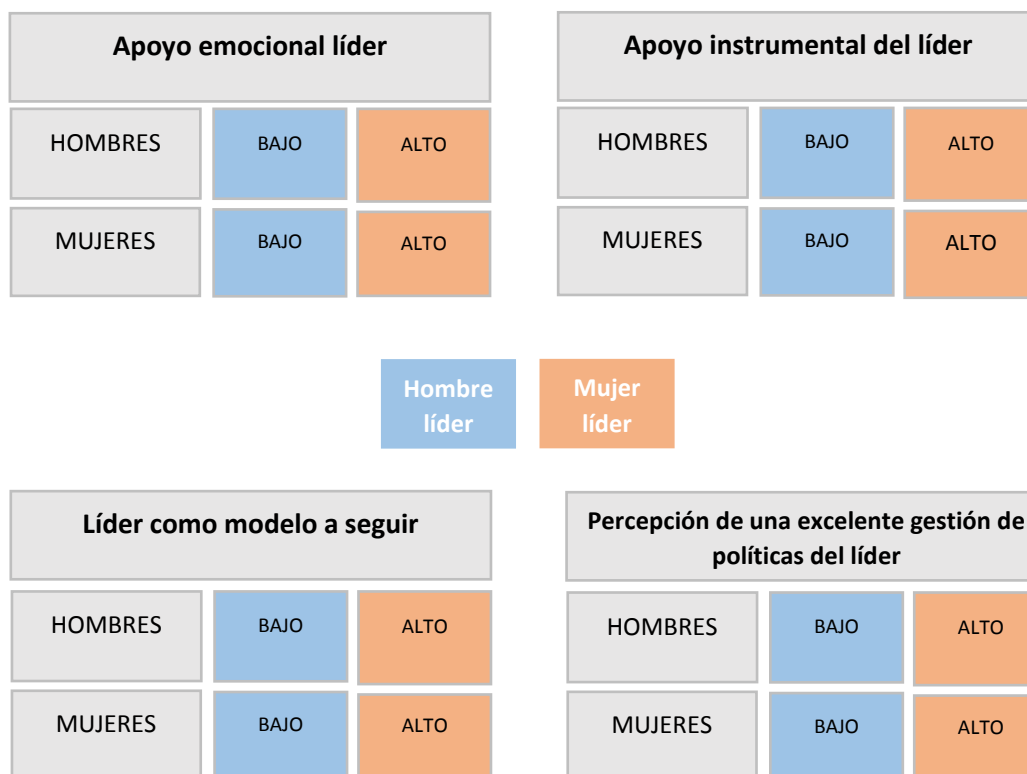 Apoyo emocional líder
HOMBRES BAJO ALTO
MUJERES BAJO ALTO
Apoyo instrumental del líder
HOMBRES BAJO ALTO
MUJERES BAJO ALTO
Hombre
líder
Mujer
líder
Líder como modelo a seguir
HOMBRES BAJO ALTO
MUJERES BAJO ALTO
Percepción de una excelente gestión de
políticas del líder
HOMBRES BAJO ALTO
MUJERES BAJO ALTO